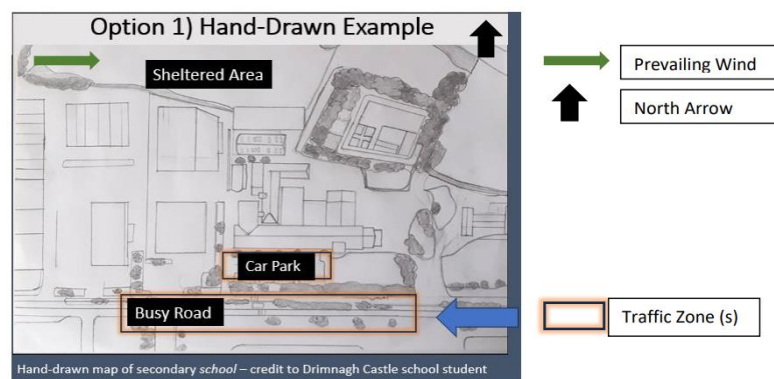 Option 1) Hand-Drawn Example
Sheltered Area
Car Park
Busy Road
Hand-drawn map of secondary school – credit to Drimnagh Castle school student
Prevailing Wind
North Arrow
Traffic Zone (s)